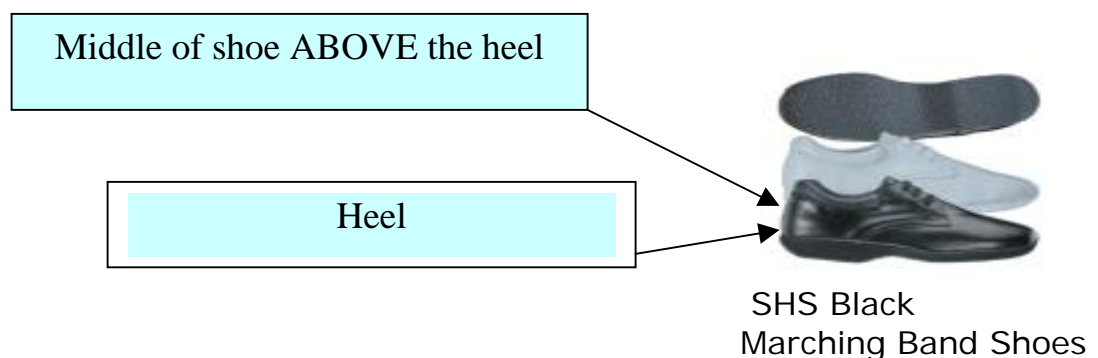 Middle of shoe ABOVE the heel
Heel
SHS Black
Marching Band Shoes